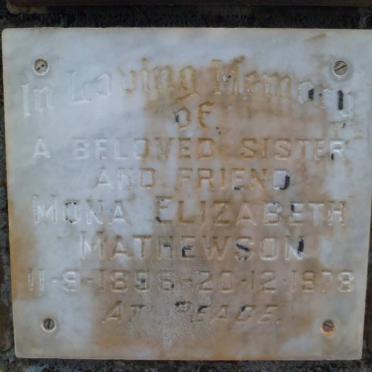 In Loving Memory
OF
A BELOVED SISTER
AND FRIEND
MONA ELIZABETH
MATHEWSON
11-9-1896-20-12-1978
AT PEACE.